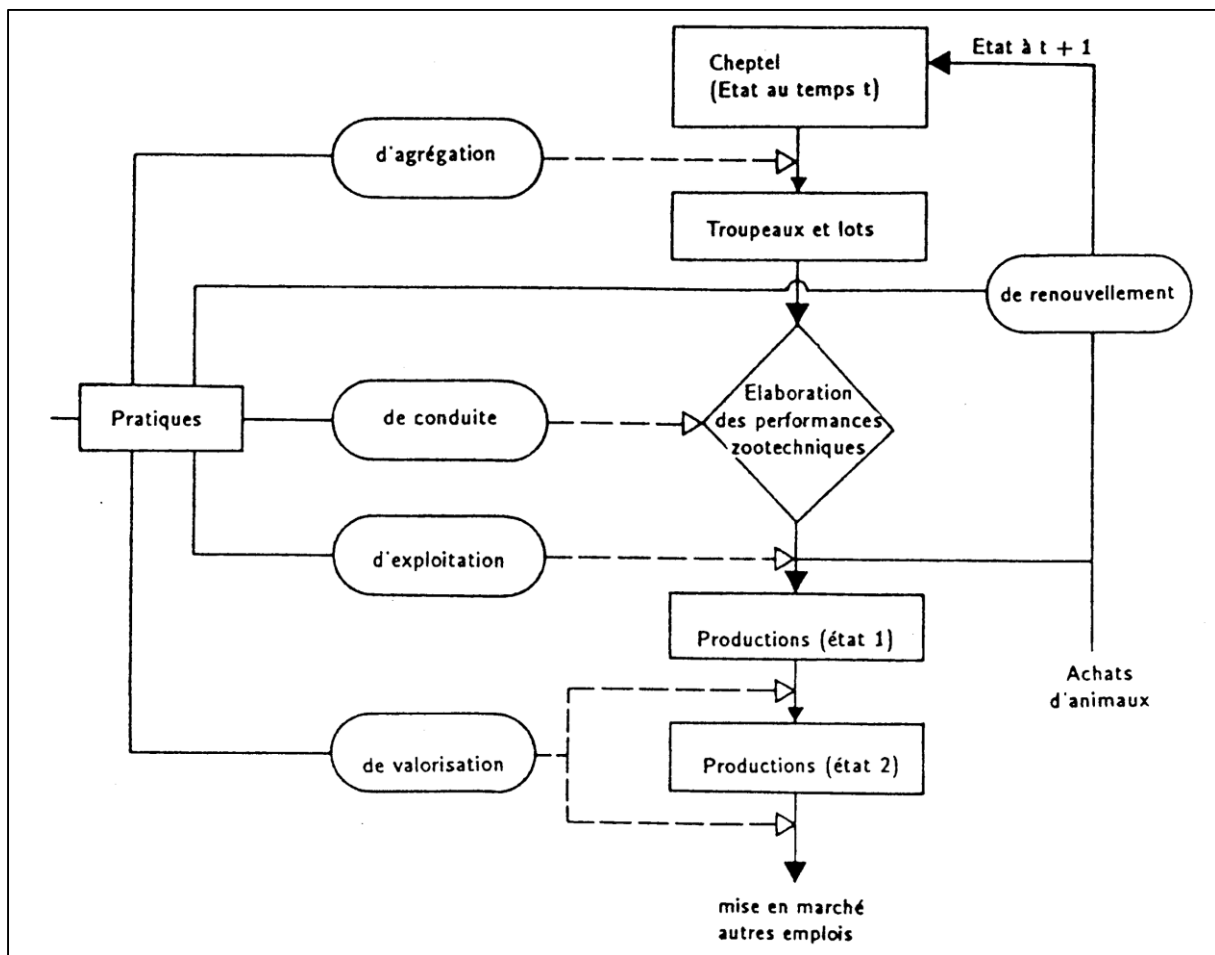 Etat à t + 1
Cheptel
(Etat au temps t)
d'agrégation
Troupeaux et lots
de renouvellement
Pratiques
de conduite
Elaboration
des performances
zootechniques
d'exploitation
Productions (état 1)
Achats
d'animaux
de valorisation
Productions (état 2)
mise en marché
autres emplois